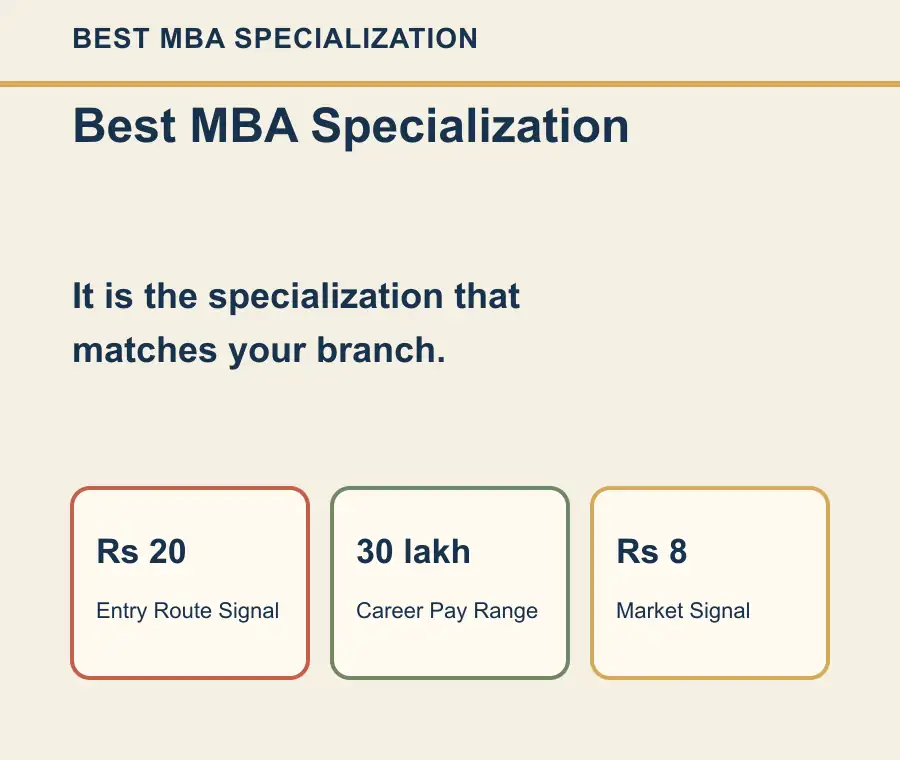 BEST MBA SPECIALIZATION
Best MBA Specialization
It is the specialization that
matches your branch.
Rs 20
Entry Route Signal
30 lakh
Career Pay Range
Rs 8
Market Signal